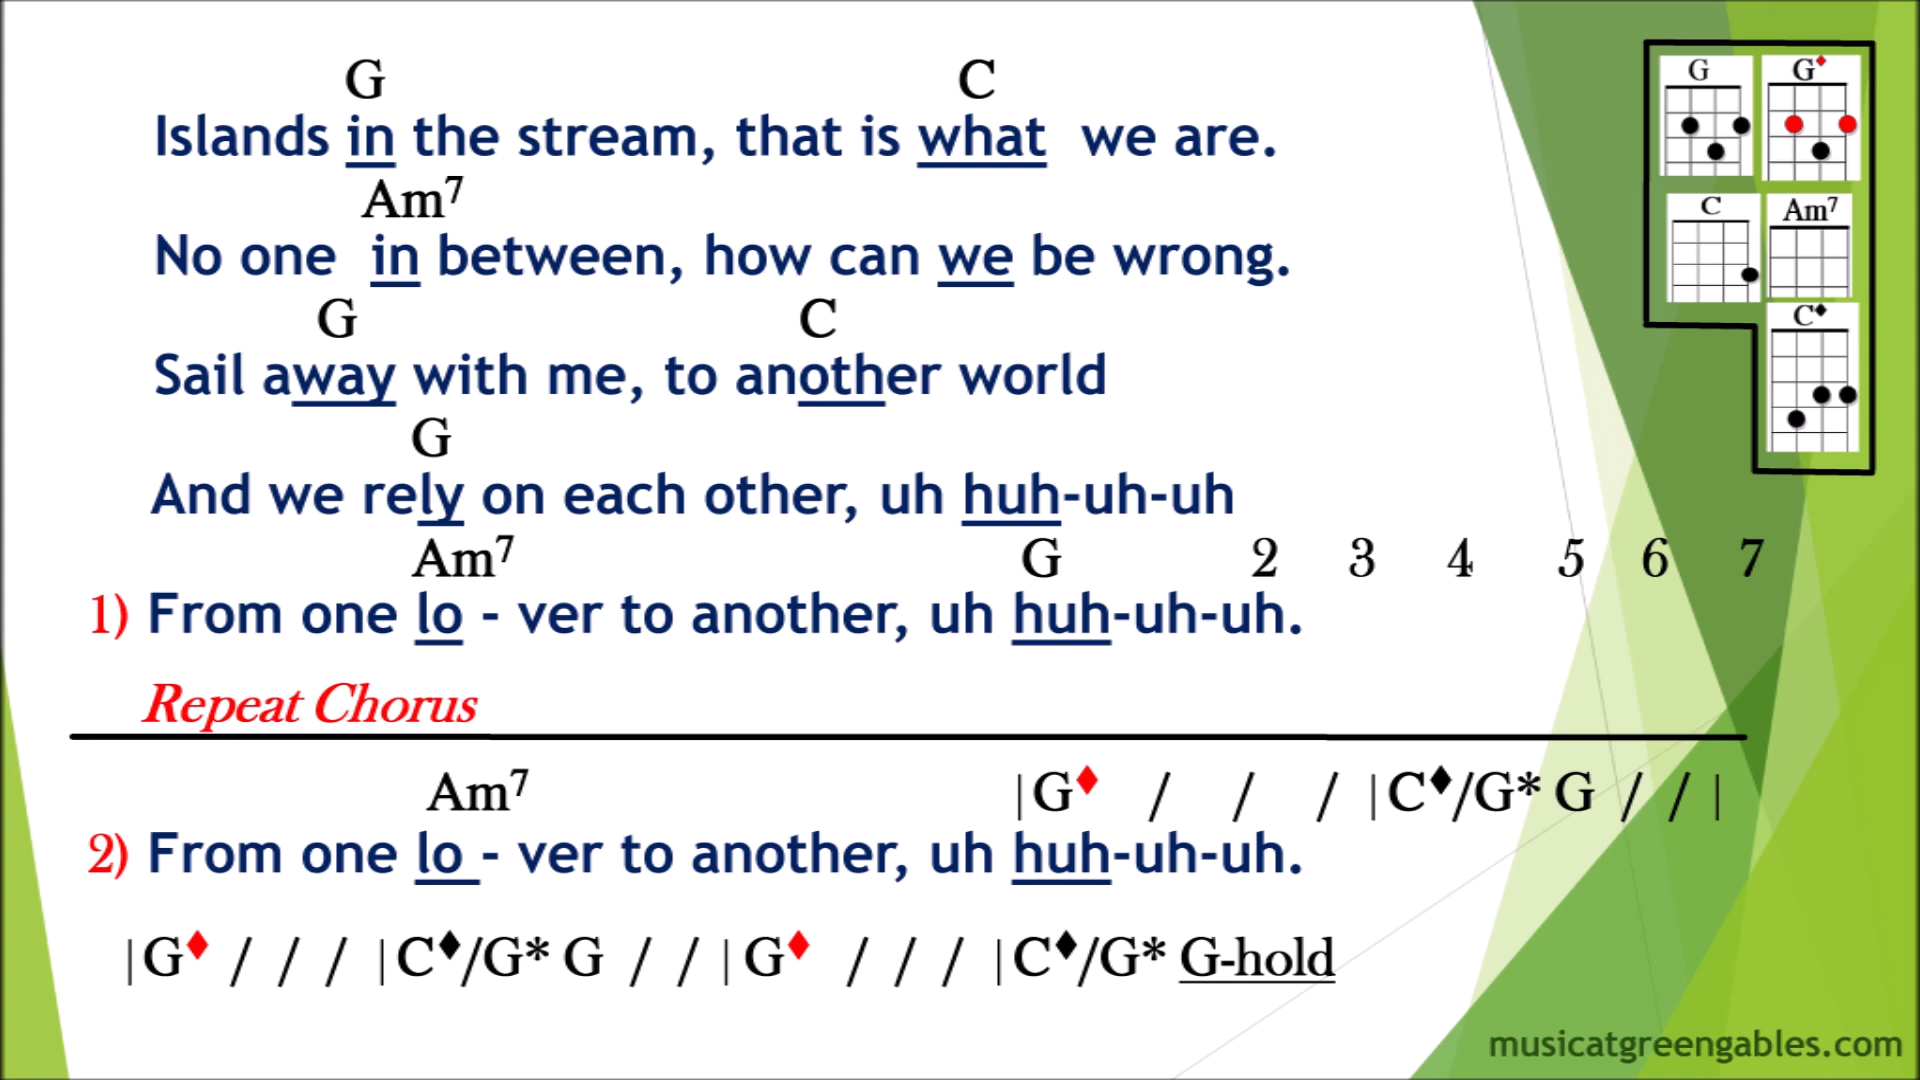 G C
Islands in the stream, that is what we are.
Am7
No one in between, how can we be wrong.
G C
Sail away with me, to another world
G
And we rely on each other, uh huh-uh-uh
Am7 G 2 3 4 5 6 7
1) From one lo - ver to another, uh huh-uh-uh.
Repeat Chorus
Am7 |G♦ / / / |C♦/G* G / / |
2) From one lo - ver to another, uh huh-uh-uh.
|G♦ / / / |C♦/G* G / / |G♦ / / / |C♦/G* G-hold
G G♦
C Am7
C♦
musicatgreengables.com